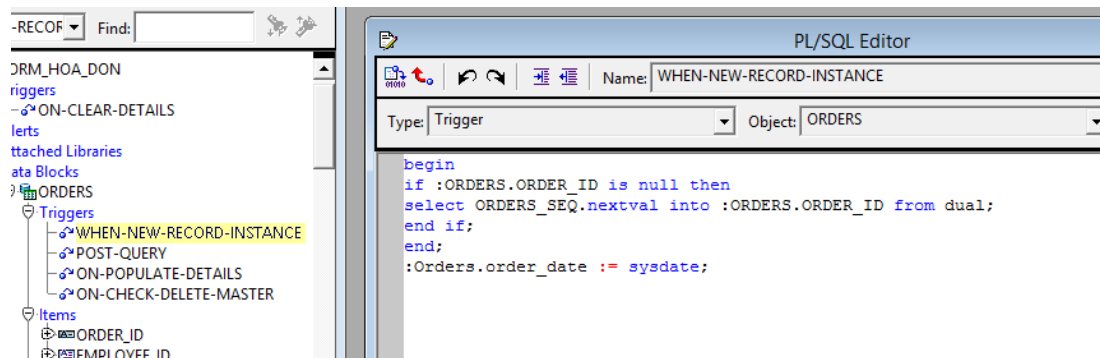 -RECOF
Find:
ORM_HOA_DON
riggers
ON-CLEAR-DETAILS
lerts
ttached Libraries
ata Blocks
ORDERS
Triggers
WHEN-NEW-RECORD-INSTANCE
POST-QUERY
ON-POPULATE-DETAILS
ON-CHECK-DELETE-MASTER
Items
ORDER_ID
EMPLOYEE_ID
PL/SQL Editor
Name: WHEN-NEW-RECORD-INSTANCE
Type: Trigger Object: ORDERS
begin
if :ORDERS.ORDER_ID is null then
select ORDERS_SEQ.nextval into :ORDERS.ORDER_ID from dual;
end if;
end;
:Orders.order_date := sysdate;